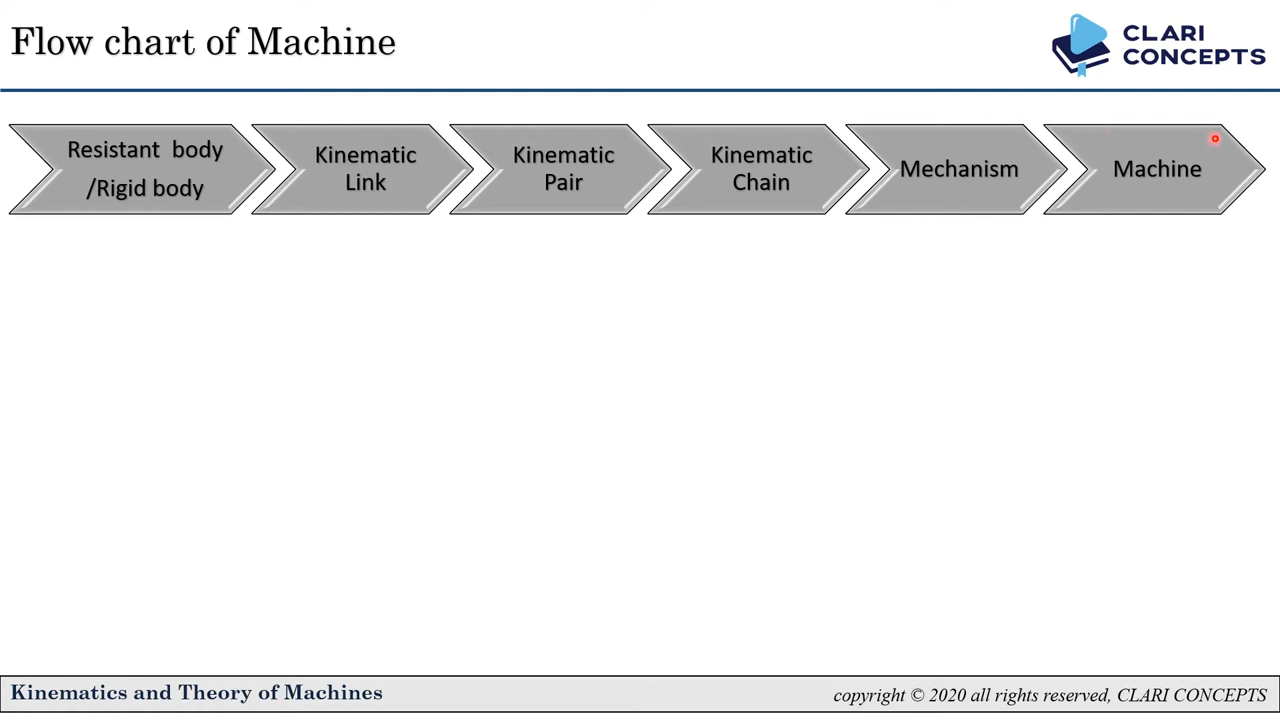 Flow chart of Machine
CLARI
CONCEPTS
Resistant body
/Rigid body
Kinematic
Link
Kinematic
Pair
Kinematic
Chain
Mechanism
Machine
Kinematics and Theory of Machines
copyright © 2020 all rights reserved, CLARI CONCEPTS